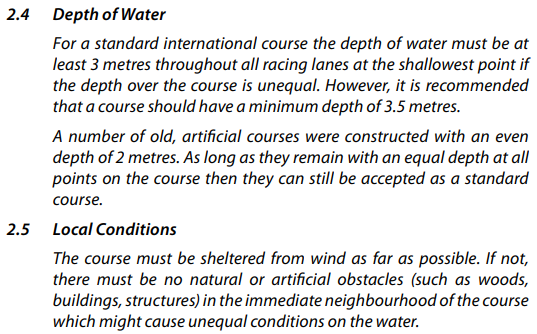 2.4 Depth of Water
For a standard international course the depth of water must be at
least 3 metres throughout all racing lanes at the shallowest point if
the depth over the course is unequal. However, it is recommended
that a course should have a minimum depth of 3.5 metres.
A number of old, artificial courses were constructed with an even
depth of 2 metres. As long as they remain with an equal depth at all
points on the course then they can still be accepted as a standard
course.
2.5 Local Conditions
The course must be sheltered from wind as far as possible. If not,
there must be no natural or artificial obstacles (such as woods,
buildings, structures) in the immediate neighbourhood of the course
which might cause unequal conditions on the water.